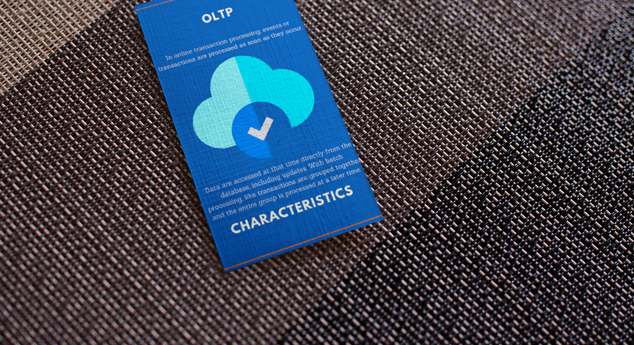 OLTP
In online transaction processing, events or
transactions are processed as soon as they occur
Data are accessed at that time directly from the
database, including updates. With batch
processing, like transactions are grouped together
and the entire group is processed at a later time
CHARACTERISTICS